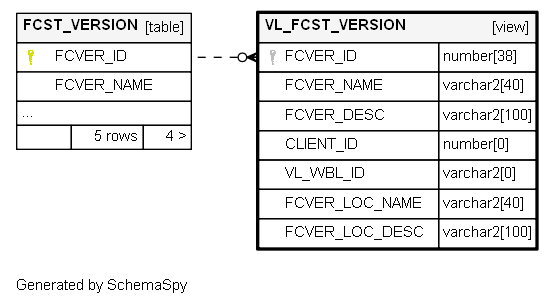 FCST_VERSION [table]
FCVER_ID
FCVER_NAME
...
5 rows 4 >
VL_FCST_VERSION [view]
FCVER_ID number[38]
FCVER_NAME varchar2[40]
FCVER_DESC varchar2[100]
CLIENT_ID number[0]
VL_WBL_ID varchar2[0]
FCVER_LOC_NAME varchar2[40]
FCVER_LOC_DESC varchar2[100]
Generated by SchemaSpy